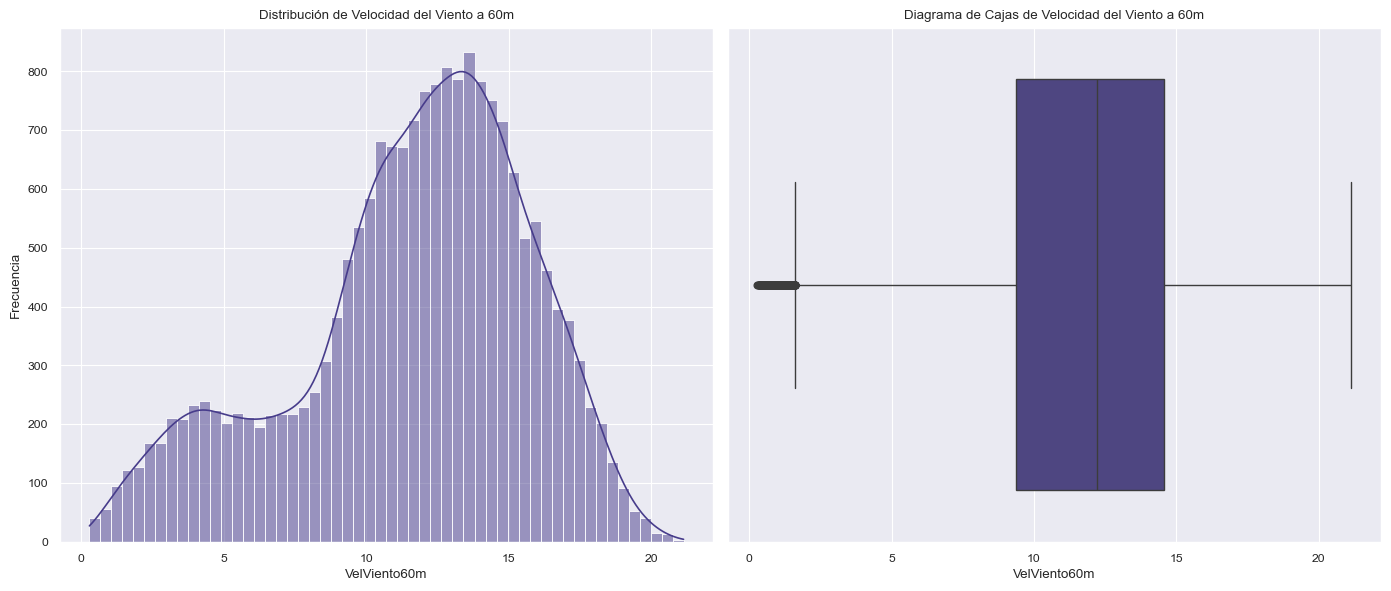 Distribución de Velocidad del Viento a 60m
800
700
600
500
400
300
200
100
0
Frecuencia
0 5 10 15 20
VelViento60m
Diagrama de Cajas de Velocidad del Viento a 60m
0 5 10 15 20
VelViento60m